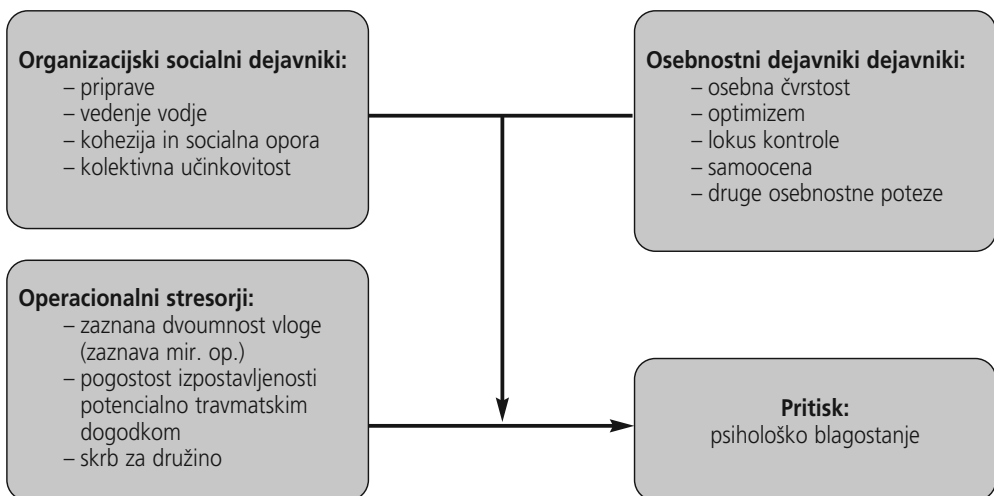 Organizacijski socialni dejavniki:
– priprave
– vedenje vodje
– kohezija in socialna opora
– kolektivna učinkovitost
Osebnostni dejavniki dejavniki:
– osebna čvrstost
– optimizem
– lokus kontrole
– samoocena
– druge osebnostne poteze
Operacionalni stresorji:
– zaznana dvoumnost vloge
(zaznava mir. op.)
– pogostost izpostavljenosti
potencialno travmatskim
dogodkom
– skrb za družino
Pritisk:
psihološko blagostanje